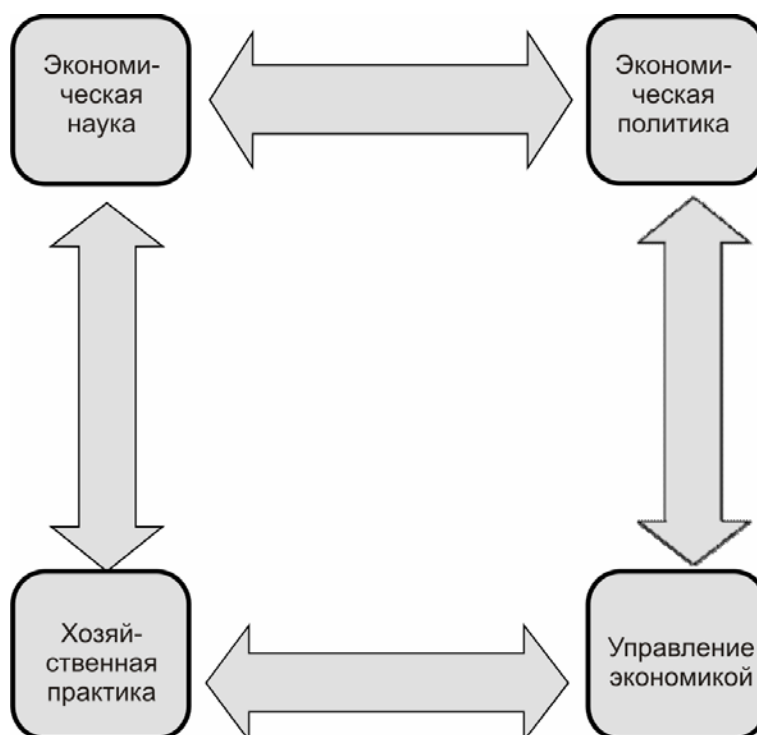 Экономи-
ческая
наука
Экономи-
ческая
политика
Хозяй-
ственная
практика
Управление
экономикой